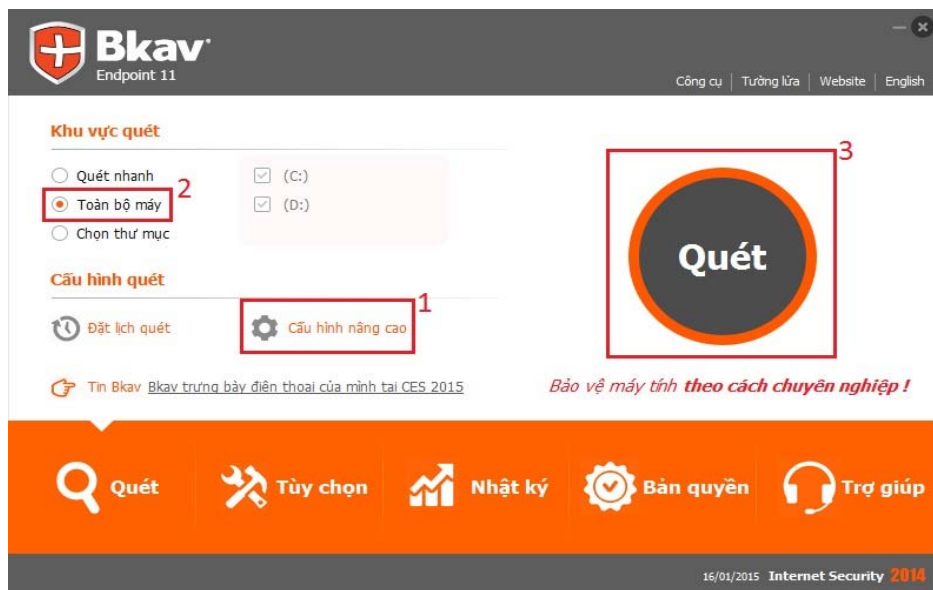 Bkav
Endpoint 11
Công cụ | Tường lửa | Website | English
Khu vực quét
Quét nhanh
2
Toàn bộ máy
Chọn thư mục
(C:)
(D:)
3
Quét
Cấu hình quét
Đặt lịch quét
1
Cấu hình nâng cao
Tin Bkav Bkav trưng bày điện thoại của mình tại CES 2015
Bảo vệ máy tính theo cách chuyên nghiệp !
Quét
Tùy chọn
Nhật ký
Bản quyền
Trợ giúp
16/01/2015 Internet Security 2014